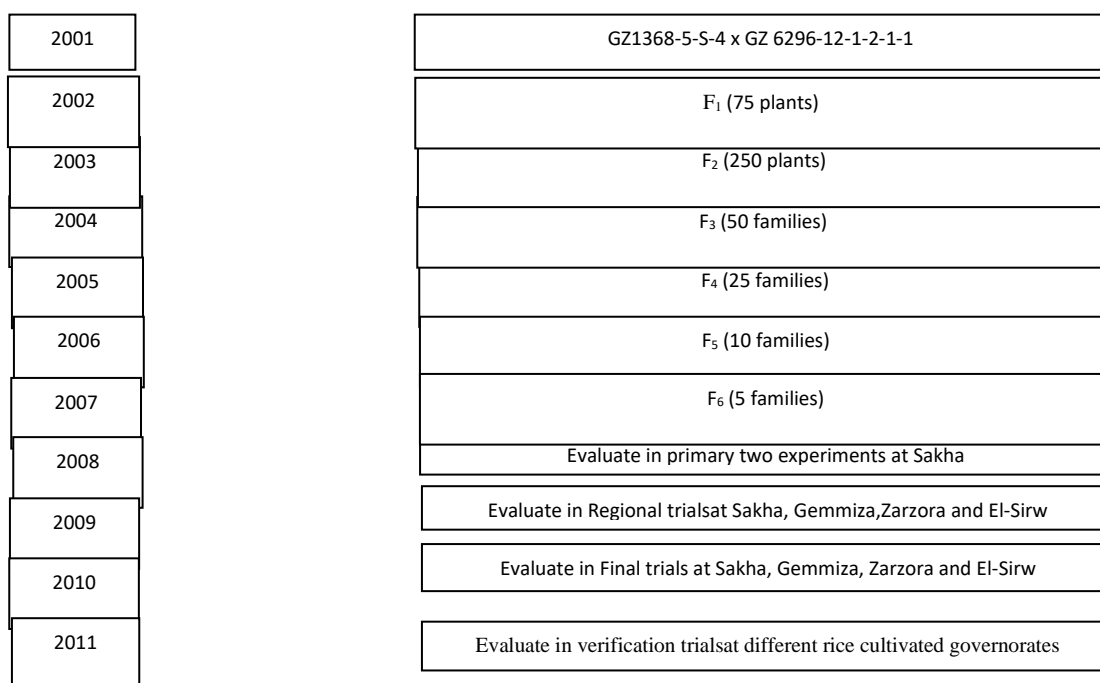 2001
GZ1368-5-S-4 x GZ 6296-12-1-2-1-1
2002
F₁ (75 plants)
2003
F₂ (250 plants)
2004
F₃ (50 families)
2005
F₄ (25 families)
2006
F₅ (10 families)
2007
F₆ (5 families)
2008
Evaluate in primary two experiments at Sakha
2009
Evaluate in Regional trialsat Sakha, Gemmiza,Zarzora and El-Sirw
2010
Evaluate in Final trials at Sakha, Gemmiza, Zarzora and El-Sirw
2011
Evaluate in verification trialsat different rice cultivated governorates